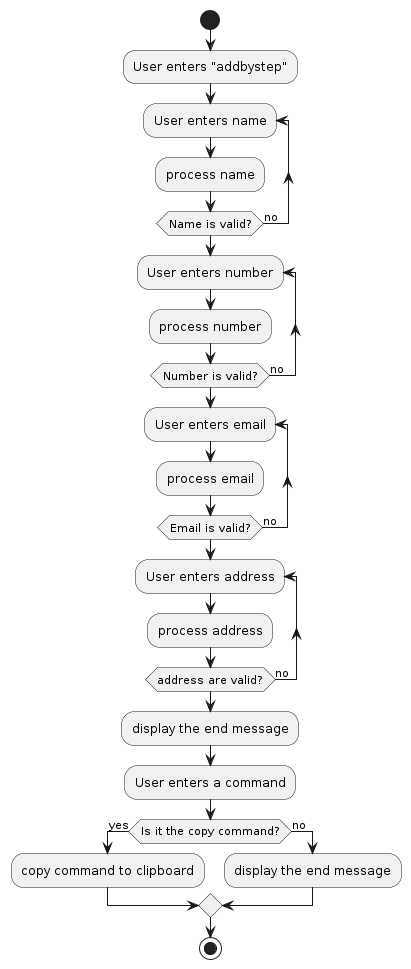 User enters "addbystep"
User enters name
process name
Name is valid?
no
User enters number
process number
Number is valid?
no
User enters email
process email
Email is valid?
no
User enters address
process address
address are valid?
no
display the end message
User enters a command
yes
Is it the copy command?
no
copy command to clipboard
display the end message